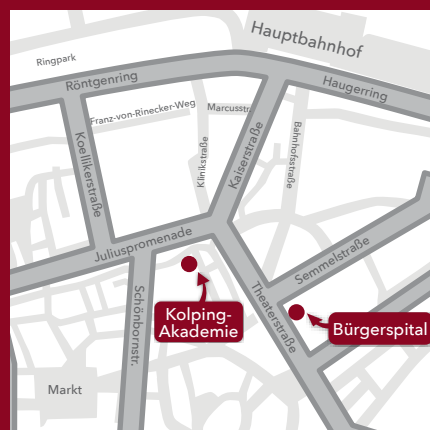 Hauptbahnhof
Ringpark
Röntgenring
Haugerring
Franz-von-Rinecker-Weg
Marcusstr
Koellikerstraße
Klinikstraße
Kaiserstraße
Bahnhofsstraße
Juliuspromenade
Semmelstraße
Theaterstraße
Schönbornstr.
Kolping-
Akademie
Bürgerspital
Markt